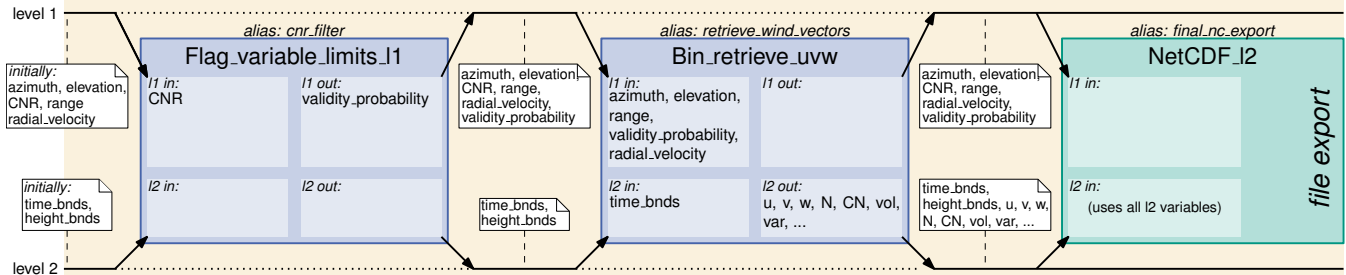 level 1
alias: cnr_filter
alias: retrieve_wind_vectors
alias: final_nc_export
Flag_variable_limits_l1
Bin_retrieve_uvw
NetCDF_l2
initially:
azimuth, elevation,
CNR, range
radial_velocity
l1 in:
CNR
l1 out:
validity_probability
azimuth, elevation,
CNR, range,
radial_velocity,
validity_probability
l1 in:
azimuth, elevation,
range,
validity_probability,
radial_velocity
l1 out:
azimuth, elevation,
CNR, range,
radial_velocity,
validity_probability
l1 in:
file export
initially:
time_bnds,
height_bnds
l2 in:
l2 out:
time_bnds,
height_bnds
l2 in:
time_bnds
l2 out:
u, v, w, N, CN, vol,
var, ...
time_bnds,
height_bnds, u, v, w,
N, CN, vol, var, ...
l2 in:
(uses all l2 variables)
level 2